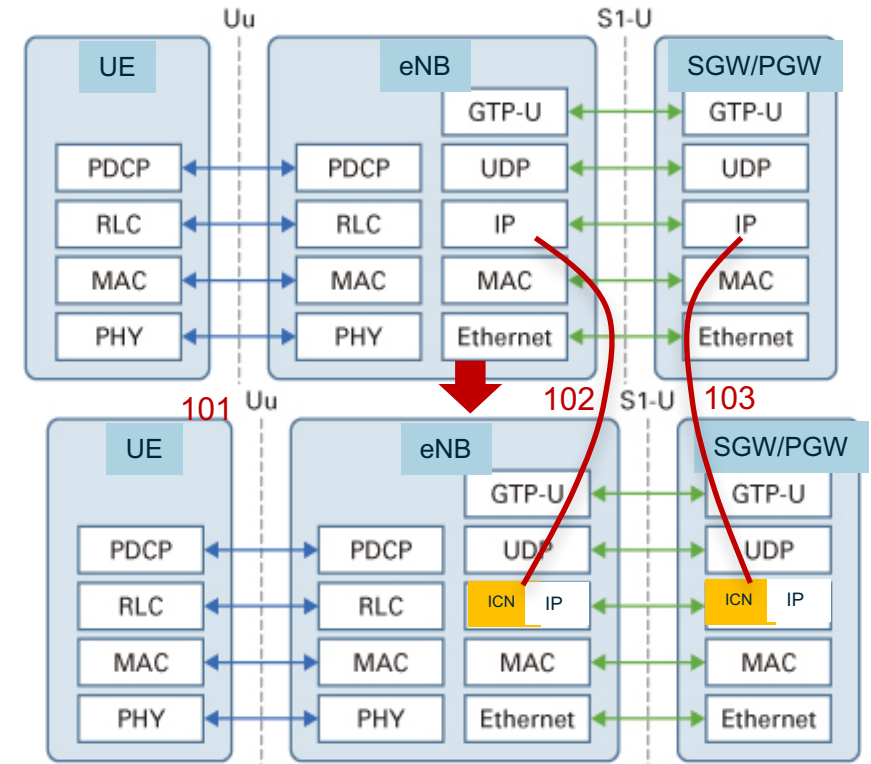 Uu S1-U
UE eNB SGW/PGW
GTP-U GTP-U
PDCP PDCP UDP UDP
RLC RLC IP IP
MAC MAC MAC MAC
PHY PHY Ethernet Ethernet
101 Uu 102 S1-U 103
UE eNB SGW/PGW
GTP-U GTP-U
PDCP PDCP UDP UDP
RLC RLC ICN IP ICN IP
MAC MAC MAC MAC
PHY PHY Ethernet Ethernet